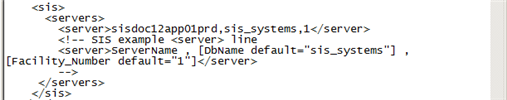 <sis>
<servers>
<server>sisdoc12app01prd,sis_systems,1</server>
<!-- SIS example <server> line
<server>ServerName , [DbName default="sis_systems"] ,
[Facility_Number default="1"]</server>
-->
</servers>
</sis>